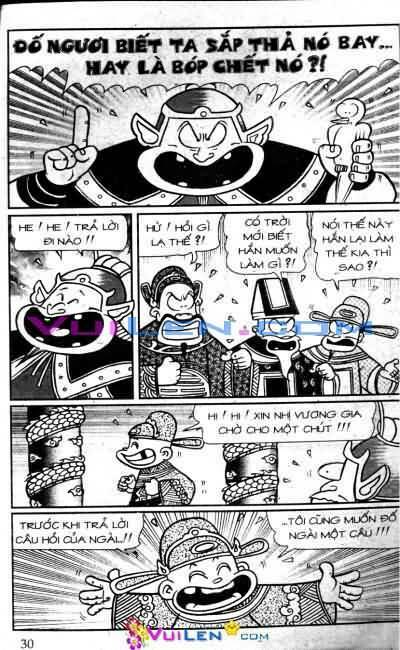 ĐỐ NGƯƠI BIẾT TA SẮP THẢ NÓ BAY...
HAY LÀ BÓP CHẾT NÓ ?!
HE ! HE ! TRẢ LỜI
ĐI NÀO !!
HỪ ! HỎI GÌ
LẠ THẾ ?!
CÓ TRỜI
MỚI BIẾT
HẮN MUỐN
LÀM GÌ ?!
NÓI THẾ NÀY
HẮN LẠI LÀM
THẾ KIA THÌ
SAO ?!
VUILEN.COM
HI ! HI ! XIN NHỊ VƯƠNG GIA
CHỜ CHO MỘT CHÚT !!!
TRƯỚC KHI TRẢ LỜI
CÂU HỎI CỦA NGÀI...!!
...TÔI CŨNG MUỐN ĐỐ
NGÀI MỘT CÂU !!!
30
VUILEN.COM